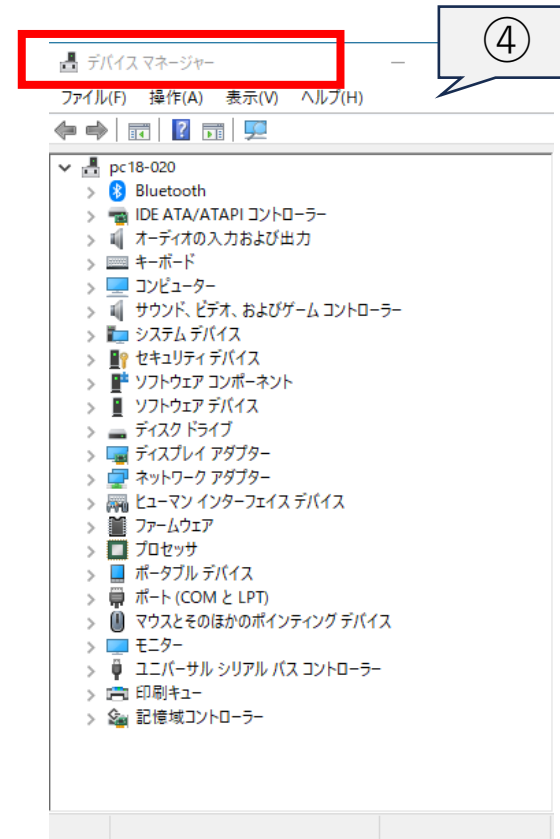 ④
デバイス マネージャー
ファイル(F) 操作(A) 表示(V) ヘルプ(H)
pc18-020
Bluetooth
IDE ATA/ATAPI コントローラー
オーディオの入力および出力
キーボード
コンピューター
サウンド、ビデオ、およびゲーム コントローラー
システム デバイス
セキュリティ デバイス
ソフトウェア コンポーネント
ソフトウェア デバイス
ディスク ドライブ
ディスプレイ アダプター
ネットワーク アダプター
ヒューマン インターフェイス デバイス
ファームウェア
プロセッサ
ポータブル デバイス
ポート (COM と LPT)
マウスとそのほかのポインティング デバイス
モニター
ユニバーサル シリアル バス コントローラー
印刷キュー
記憶域コントローラー